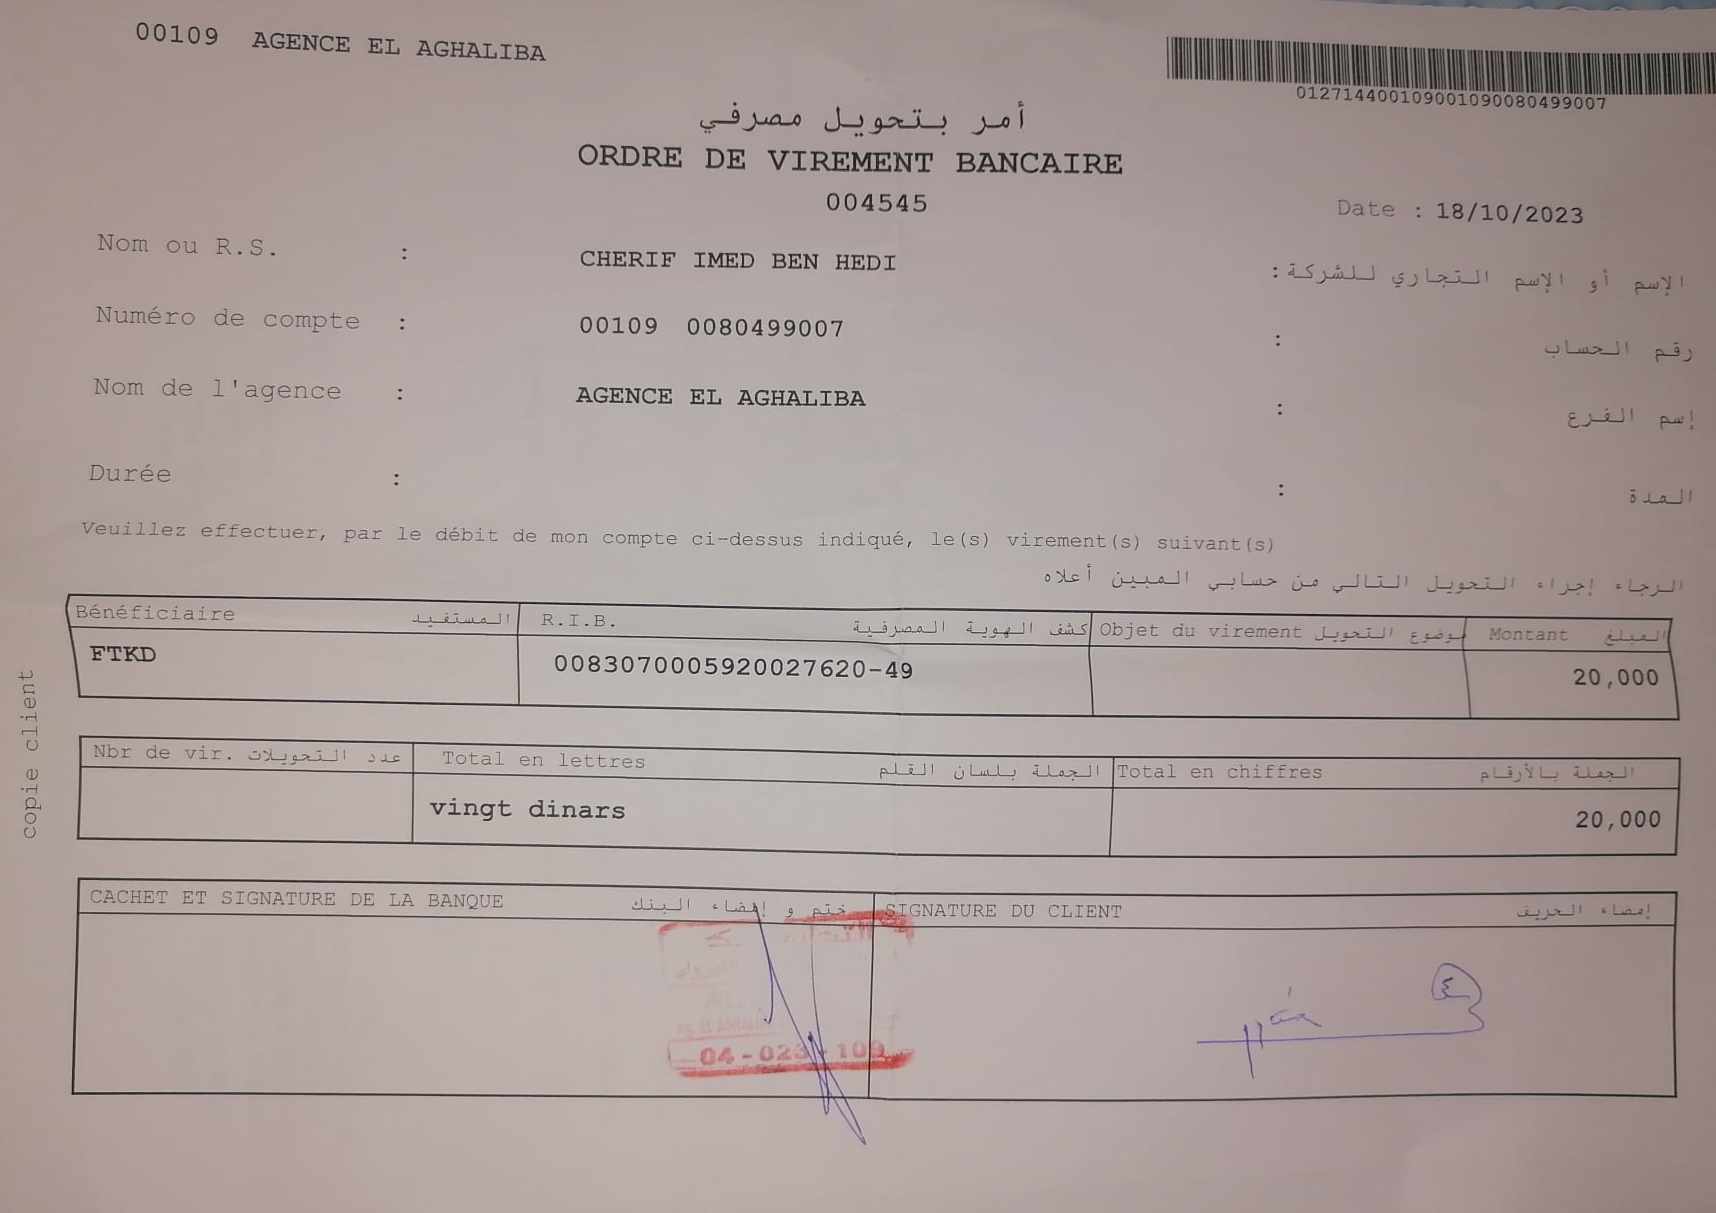 00109 AGENCE EL AGHALIBA
012714400109001090080499007
أمر بتحويل مصرفي
ORDRE DE VIREMENT BANCAIRE
004545
Date : 18/10/2023
Nom ou R.S. : CHERIF IMED BEN HEDI الإسم أو الإسم التجاري للشركة :
Numéro de compte : 00109 0080499007 رقم الحساب :
Nom de l'agence : AGENCE EL AGHALIBA إسم الفرع :
Durée : المدة :
Veuillez effectuer, par le débit de mon compte ci-dessus indiqué, le(s) virement(s) suivant(s)
الرجاء إجراء التحويل التالي من حسابي المبين أعلاه
Bénéficiaire المستفيد R.I.B. كشف الهوية المصرفية Objet du virement موضوع التحويل Montant المبلغ
FTKD 0083070005920027620-49 20,000
Nbr de vir. عدد التحويلات Total en lettres الجملة بلسان القلم Total en chiffres الجملة بالأرقام
vingt dinars 20,000
CACHET ET SIGNATURE DE LA BANQUE ختم و إمضاء البنك SIGNATURE DU CLIENT إمضاء الحريف
04-023-109
copie client